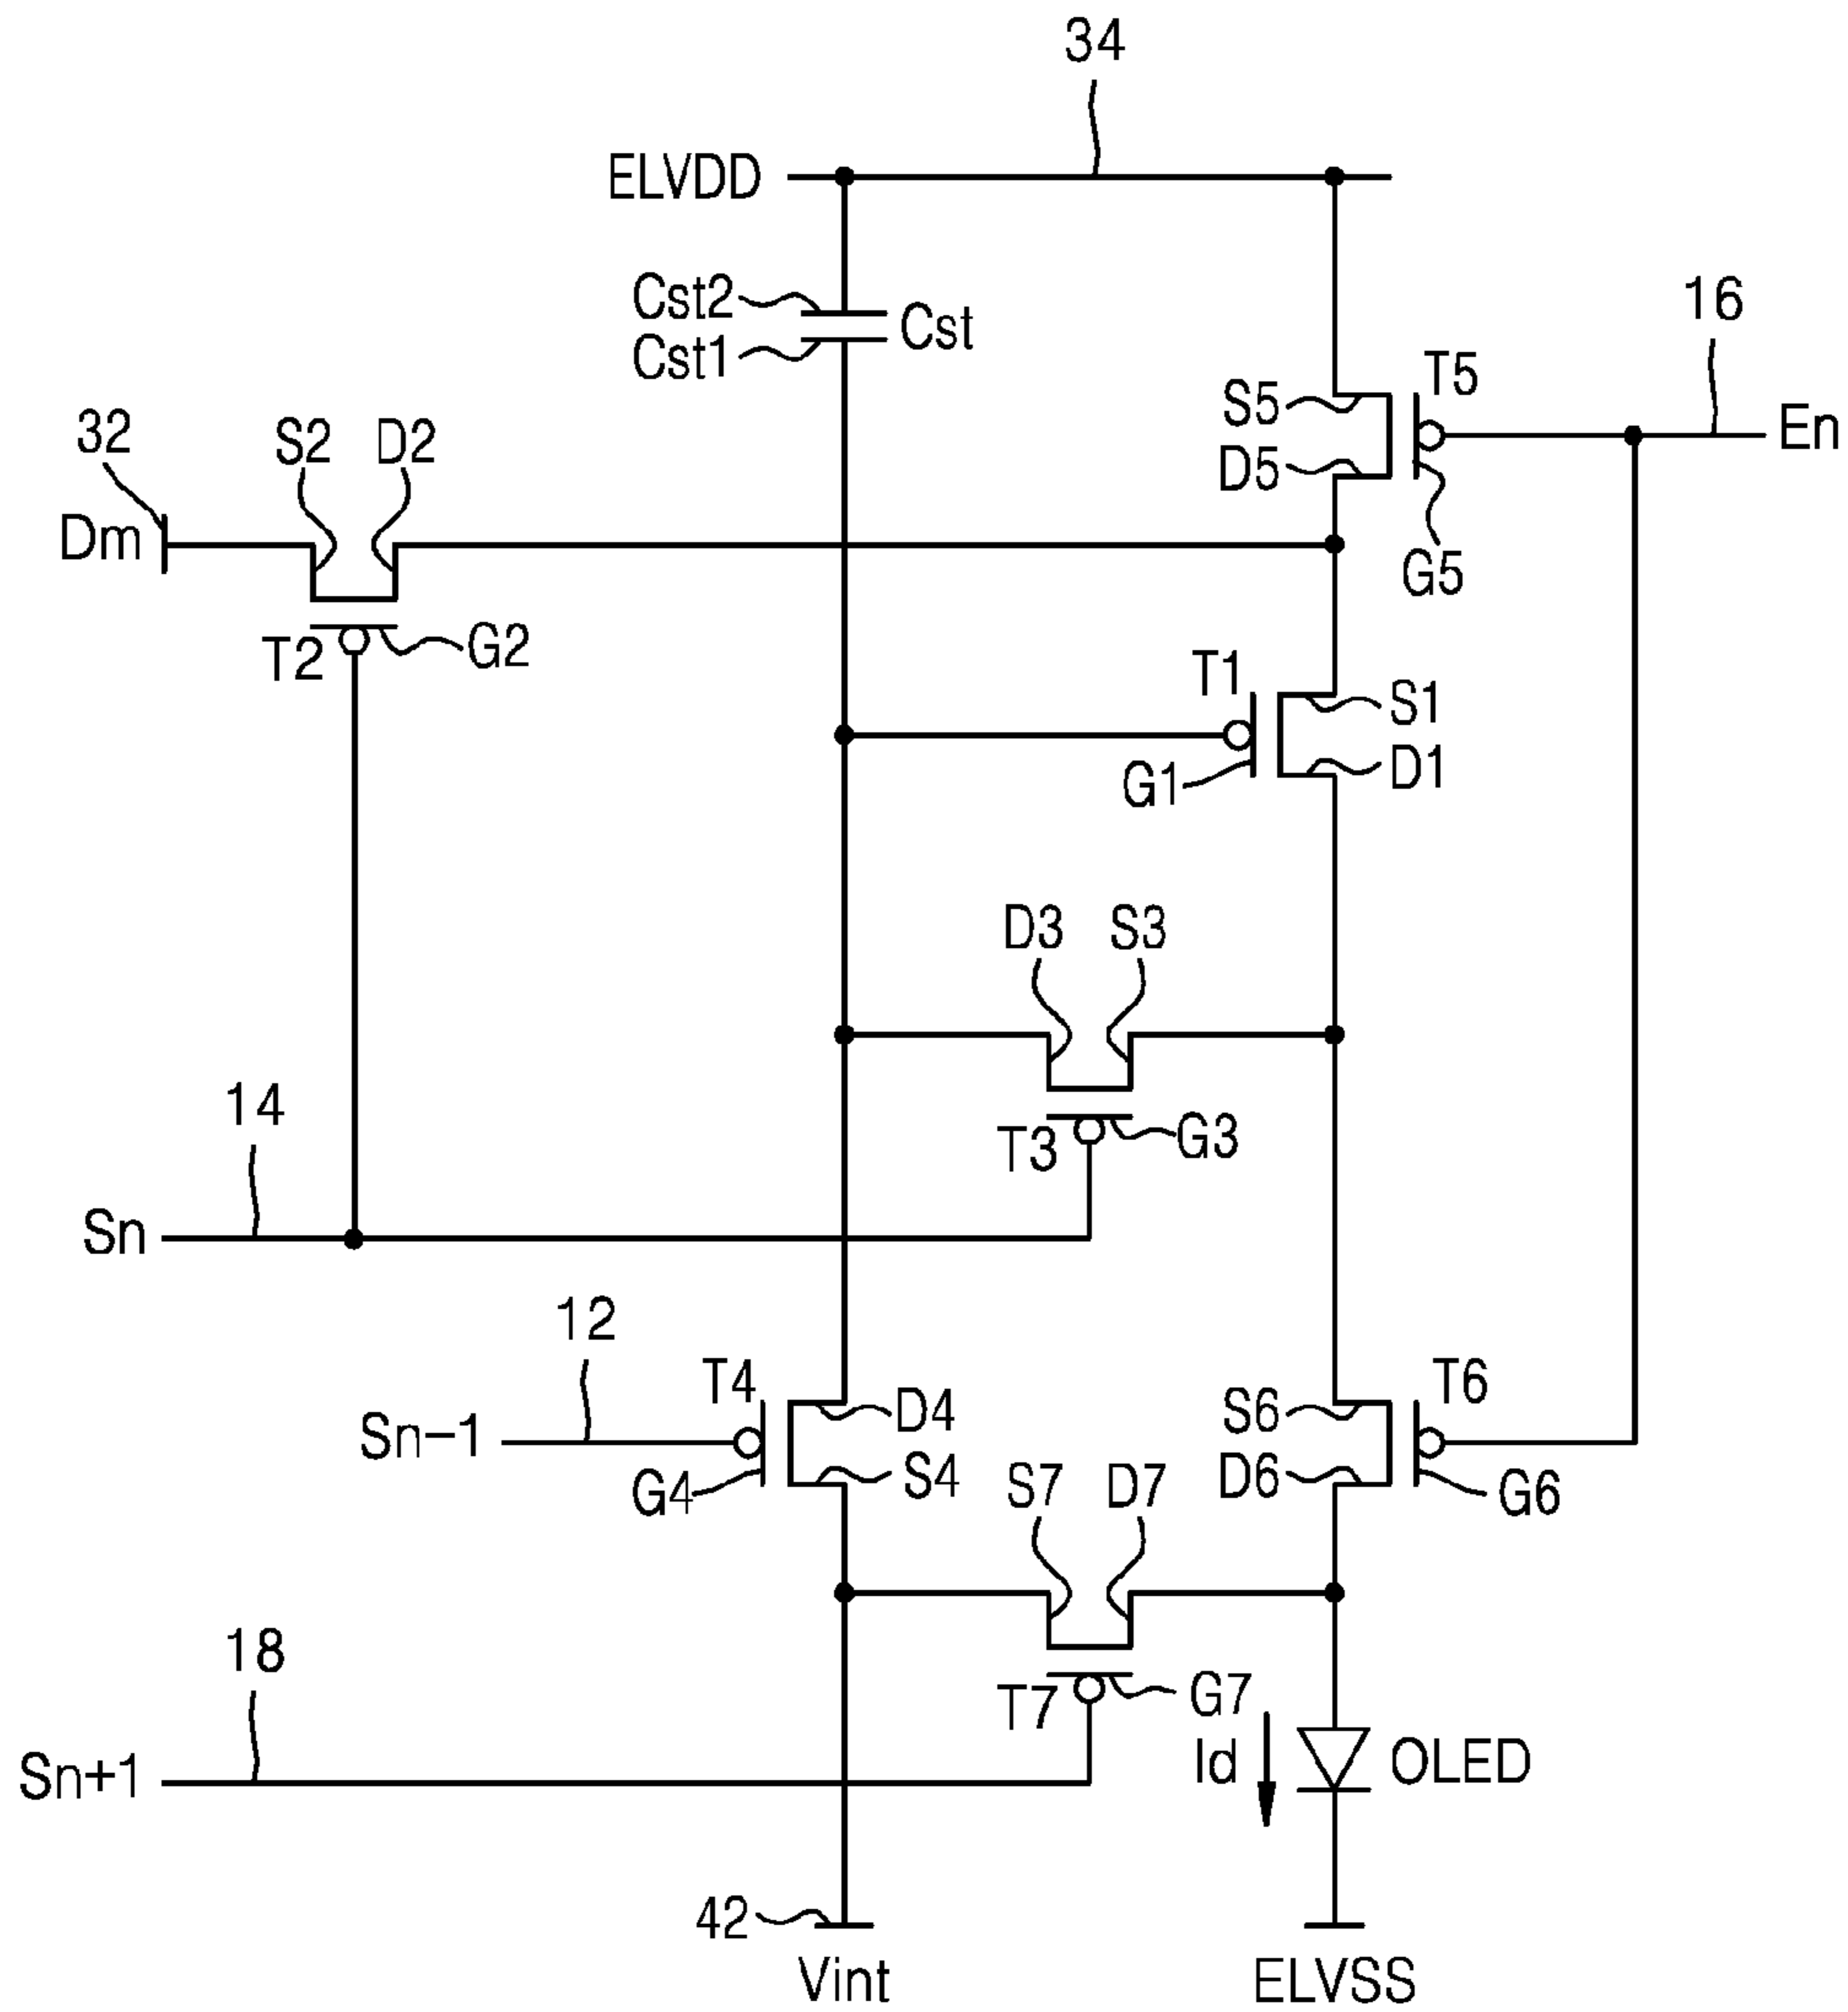 34
ELVDD
Cst2
Cst1
Cst
16
T5
S5
D5
En
G5
32
S2
D2
Dm
T2
G2
T1
S1
D1
G1
D3
S3
14
T3
G3
Sn
12
T4
D4
S4
Sn-1
G4
S6
T6
D6
G6
S7
D7
18
T7
G7
Id
OLED
Sn+1
42
Vint
ELVSS